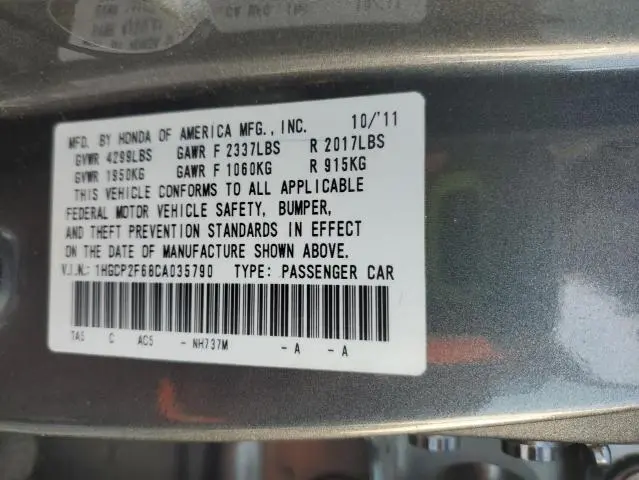 MFD. BY HONDA OF AMERICA MFG., INC. 10/'11
GVWR 4299LBS GAWR F 2337LBS R 2017LBS
GVWR 1950KG GAWR F 1060KG R 915KG
THIS VEHICLE CONFORMS TO ALL APPLICABLE
FEDERAL MOTOR VEHICLE SAFETY, BUMPER,
AND THEFT PREVENTION STANDARDS IN EFFECT
ON THE DATE OF MANUFACTURE SHOWN ABOVE.
V.I.N.: 1HGCP2F68CA035790 TYPE: PASSENGER CAR
TA5 C AC5 - NH737M - A - A